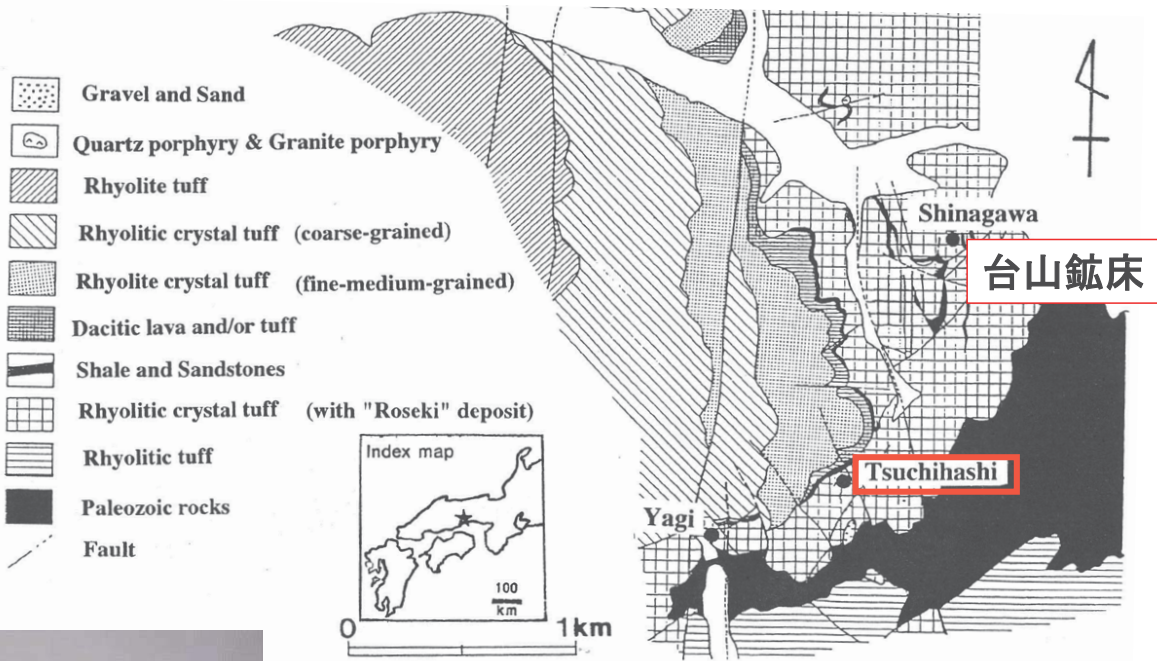 Gravel and Sand
Quartz porphyry & Granite porphyry
Rhyolite tuff
Rhyolitic crystal tuff (coarse-grained)
Rhyolite crystal tuff (fine-medium-grained)
Dacitic lava and/or tuff
Shale and Sandstones
Rhyolitic crystal tuff (with "Roseki" deposit)
Rhyolitic tuff
Paleozoic rocks
Fault
Index map
100
km
0 1km
Shinagawa
台山鉱床
Tsuchihashi
Yagi